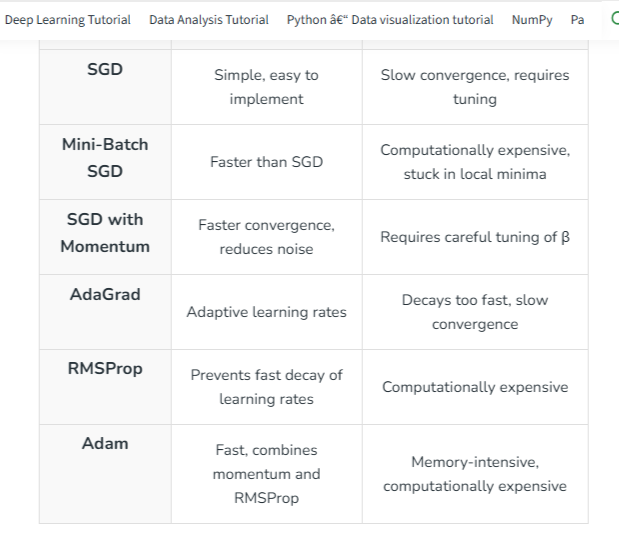 Deep Learning Tutorial Data Analysis Tutorial Python â€“ Data visualization tutorial NumPy Pa
SGD
Simple, easy to
implement
Slow convergence, requires
tuning
Mini-Batch
SGD
Faster than SGD
Computationally expensive,
stuck in local minima
SGD with
Momentum
Faster convergence,
reduces noise
Requires careful tuning of β
AdaGrad
Adaptive learning rates
Decays too fast, slow
convergence
RMSProp
Prevents fast decay of
learning rates
Computationally expensive
Adam
Fast, combines
momentum and
RMSProp
Memory-intensive,
computationally expensive